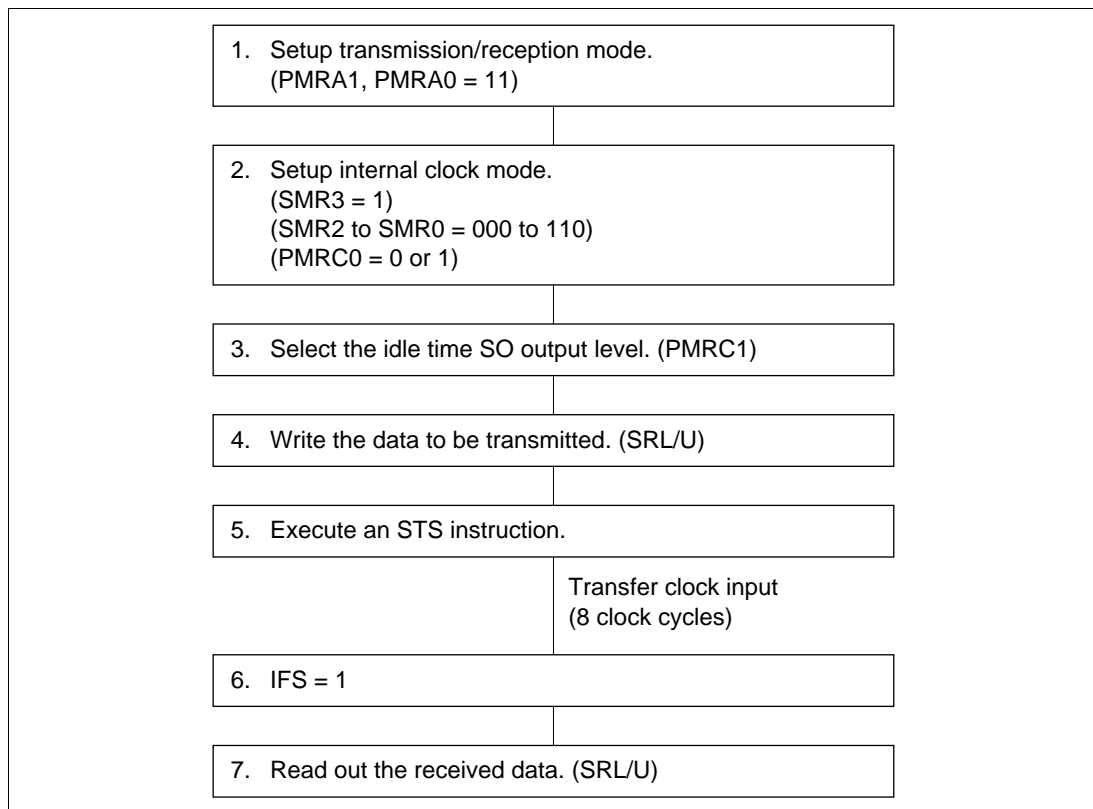 1. Setup transmission/reception mode.
(PMRA1, PMRA0 = 11)
2. Setup internal clock mode.
(SMR3 = 1)
(SMR2 to SMR0 = 000 to 110)
(PMRC0 = 0 or 1)
3. Select the idle time SO output level. (PMRC1)
4. Write the data to be transmitted. (SRL/U)
5. Execute an STS instruction.
Transfer clock input
(8 clock cycles)
6. IFS = 1
7. Read out the received data. (SRL/U)